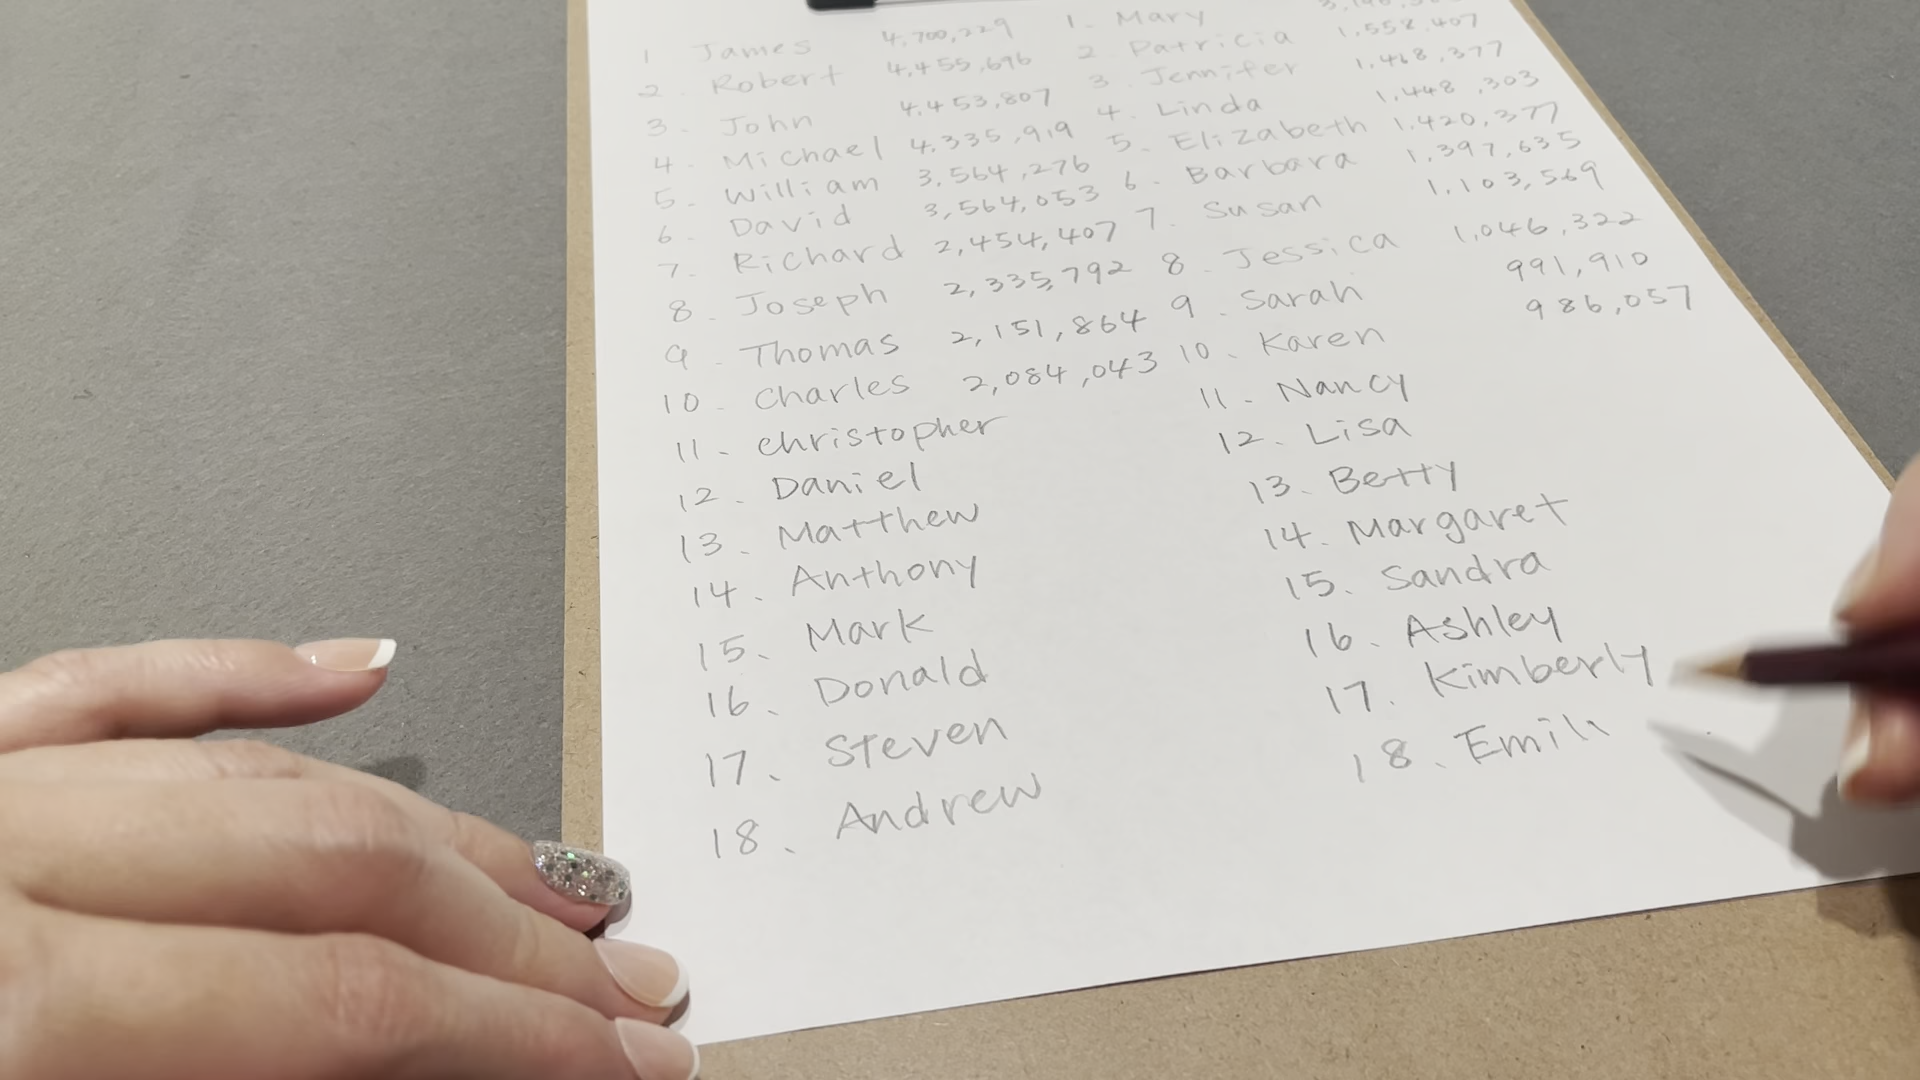 1 James 4,700,229 1. Mary
2. Robert 4,455,696 2 Patricia 1,558,407
3. John 4,453,807 3. Jennifer 1,468,377
4. Michael 4,335,919 4. Linda 1,448,303
5. William 3,564,276 5. Elizabeth 1,420,377
6. David 3,564,053 6. Barbara 1,397,635
7. Richard 2,454,407 7. Susan 1,103,569
8. Joseph 2,335,792 8. Jessica 1,046,322
9. Thomas 2,151,864 9. Sarah 991,910
10. Charles 2,084,043 10. Karen 986,057
11. Christopher 11. Nancy
12. Daniel 12. Lisa
13. Matthew 13. Betty
14. Anthony 14. Margaret
15. Mark 15. Sandra
16. Donald 16. Ashley
17. Steven 17. Kimberly
18. Andrew 18. Emil